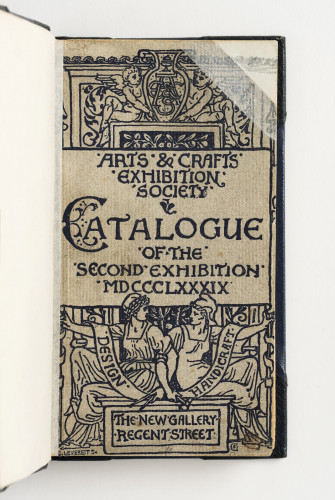 ARTS & CRAFTS
EXHIBITION
SOCIETY
CATALOGUE
OF THE
SECOND EXHIBITION
MDCCCLXXXIX
DESIGN
HANDICRAFT
THE NEW GALLERY
REGENT STREET